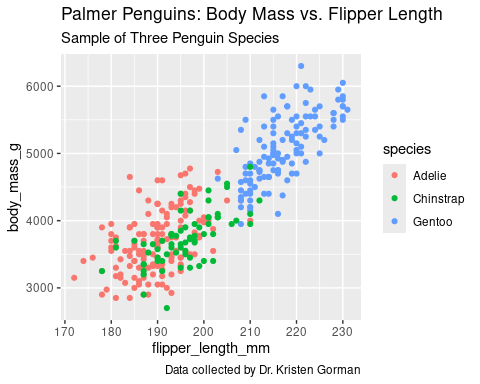 Palmer Penguins: Body Mass vs. Flipper Length
Sample of Three Penguin Species
body_mass_g
6000
5000
4000
3000
170 180 190 200 210 220 230
flipper_length_mm
species
Adelie
Chinstrap
Gentoo
Data collected by Dr. Kristen Gorman